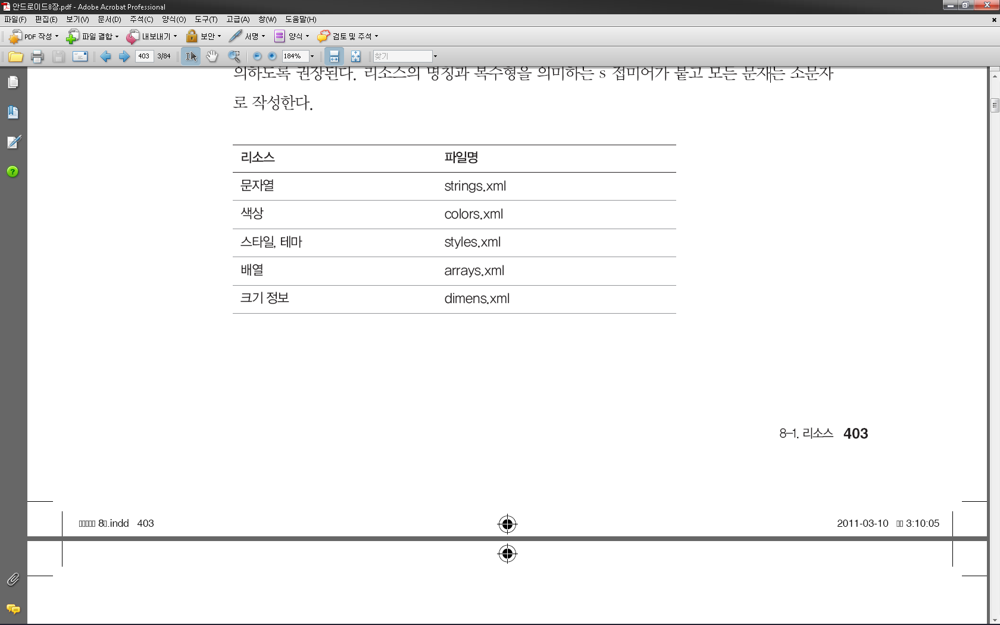 안드로이드8장.pdf - Adobe Acrobat Professional
파일(F) 편집(E) 보기(V) 문서(D) 주석(C) 양식(O) 도구(T) 고급(A) 창(W) 도움말(H)
PDF 작성 파일 결합 내보내기 보안 서명 양식 검토 및 주석
403 3/84 184% 찾기
의하도록 권장된다. 리소스의 명칭과 복수형을 의미하는 s 접미어가 붙고 모든 문자는 소문자
로 작성한다.
리소스 파일명
문자열 strings.xml
색상 colors.xml
스타일, 테마 styles.xml
배열 arrays.xml
크기 정보 dimens.xml
8-1. 리소스 403
8.indd 403 2011-03-10 3:10:05